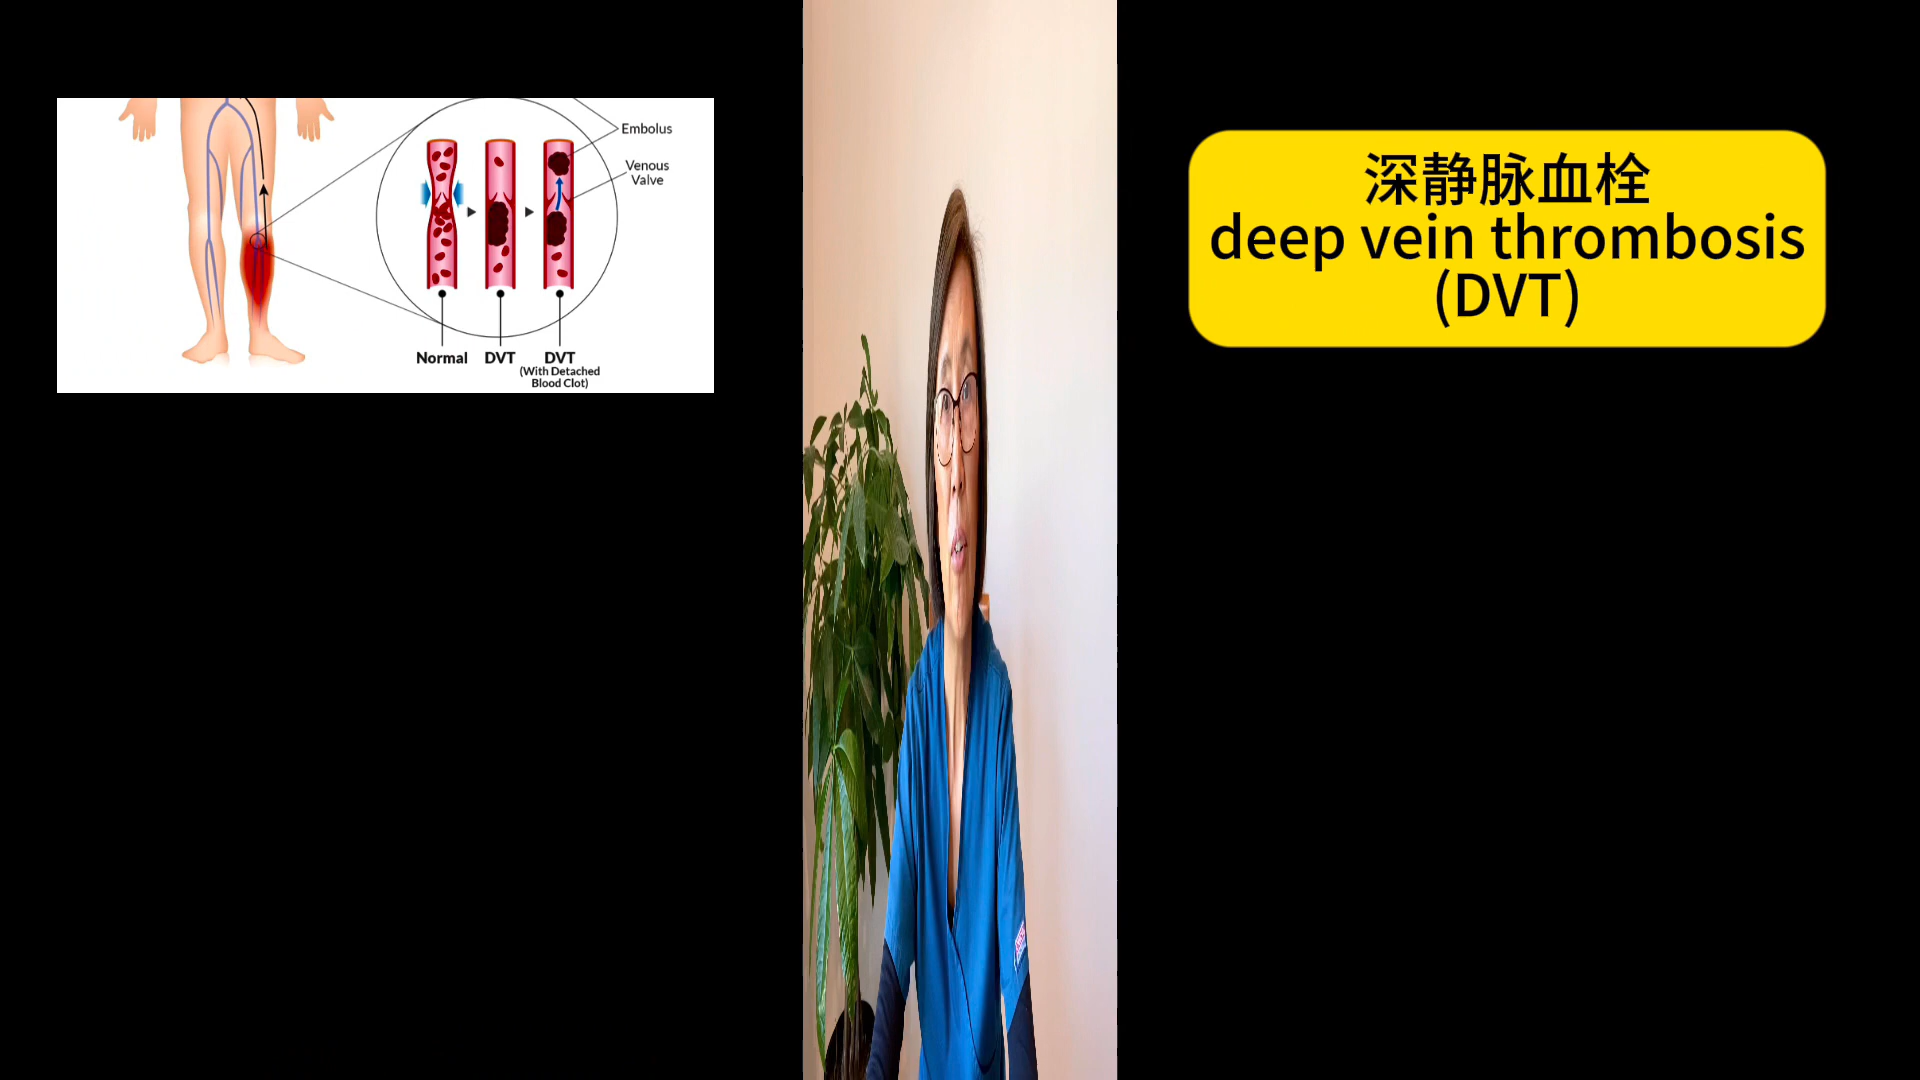 Embolus
Venous
Valve
Normal
DVT
DVT
(With Detached
Blood Clot)
深静脉血栓
deep vein thrombosis
(DVT)